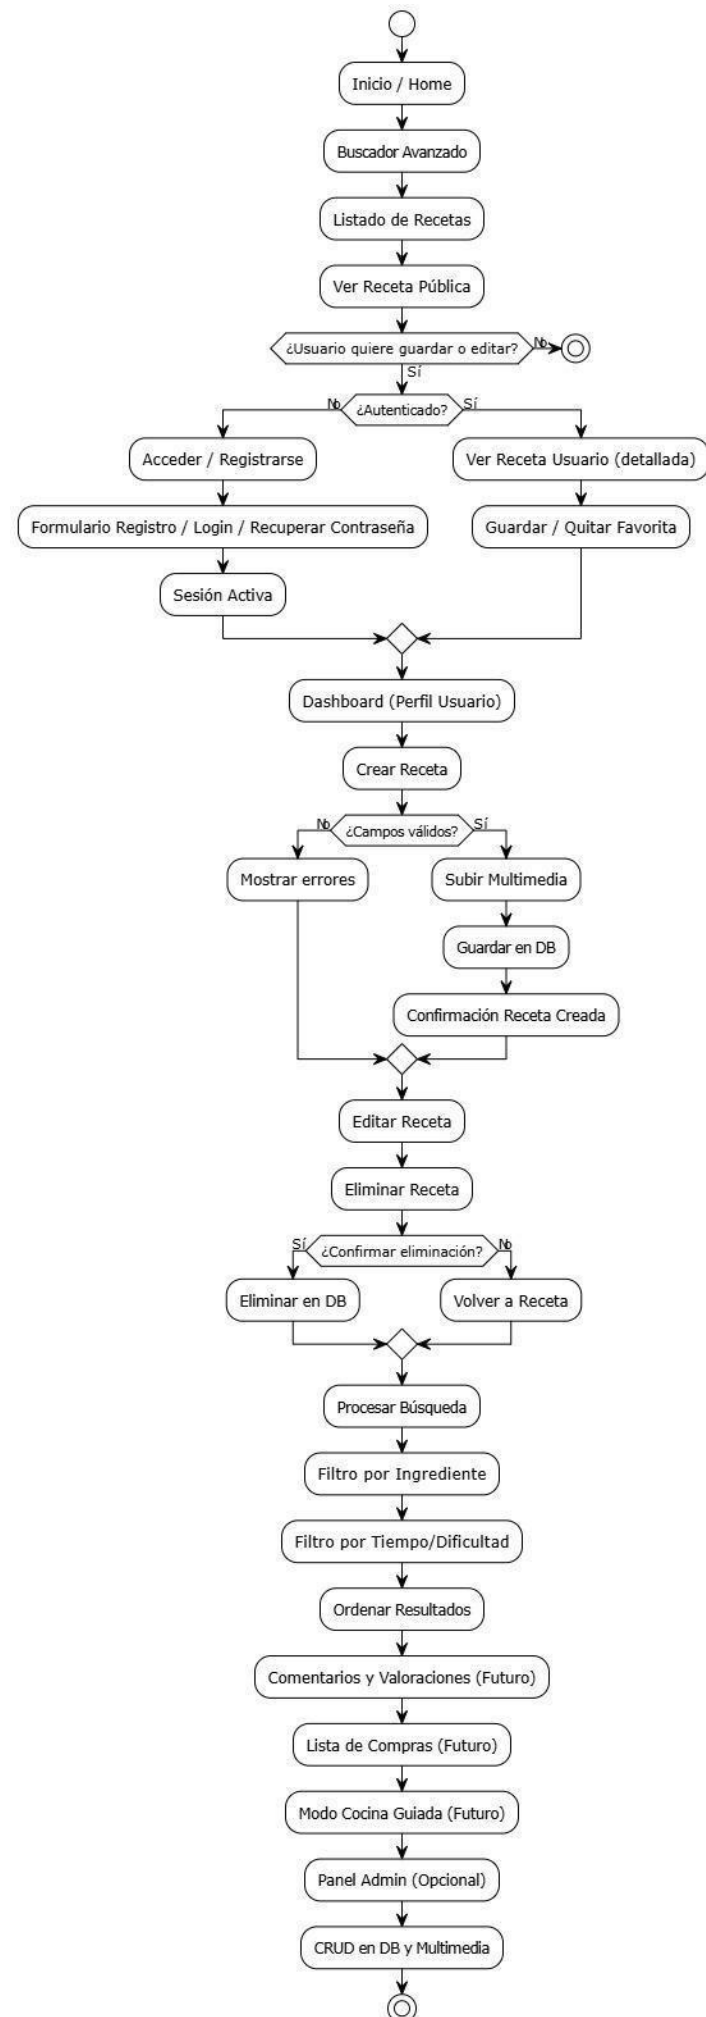 Inicio / Home
Buscador Avanzado
Listado de Recetas
Ver Receta Pública
¿Usuario quiere guardar o editar?
No
Sí
¿Autenticado?
No
Sí
Acceder / Registrarse
Ver Receta Usuario (detallada)
Formulario Registro / Login / Recuperar Contraseña
Guardar / Quitar Favorita
Sesión Activa
Dashboard (Perfil Usuario)
Crear Receta
¿Campos válidos?
No
Sí
Mostrar errores
Subir Multimedia
Guardar en DB
Confirmación Receta Creada
Editar Receta
Eliminar Receta
¿Confirmar eliminación?
Sí
No
Eliminar en DB
Volver a Receta
Procesar Búsqueda
Filtro por Ingrediente
Filtro por Tiempo/Dificultad
Ordenar Resultados
Comentarios y Valoraciones (Futuro)
Lista de Compras (Futuro)
Modo Cocina Guiada (Futuro)
Panel Admin (Opcional)
CRUD en DB y Multimedia